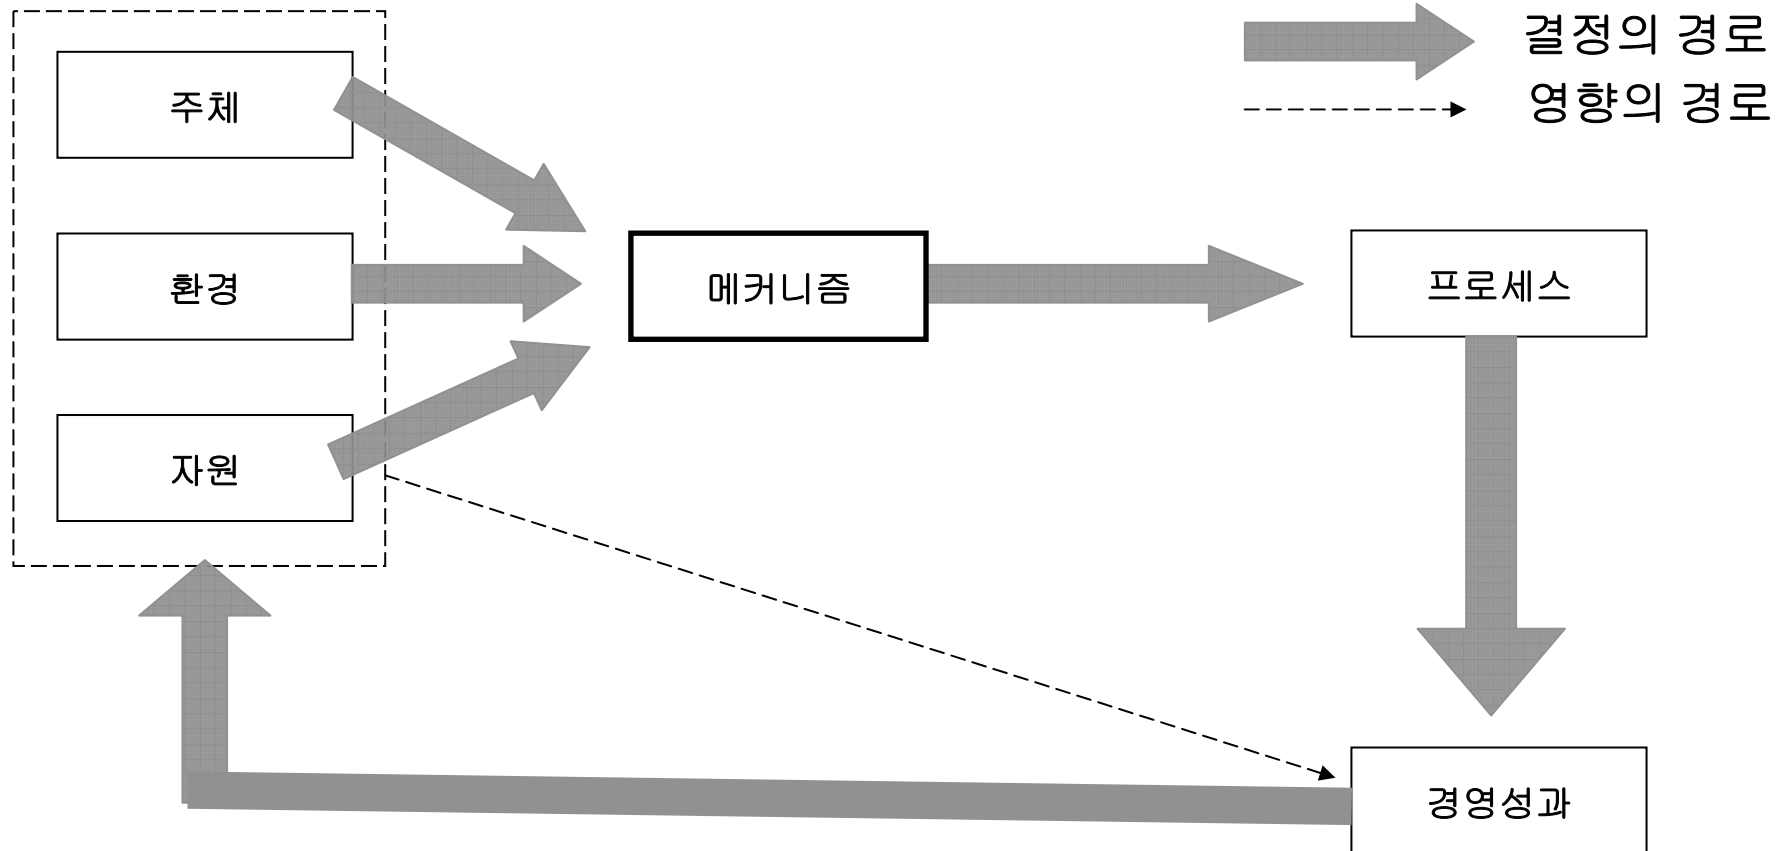 결정의 경로
영향의 경로
주체
환경
자원
메커니즘
프로세스
경영성과